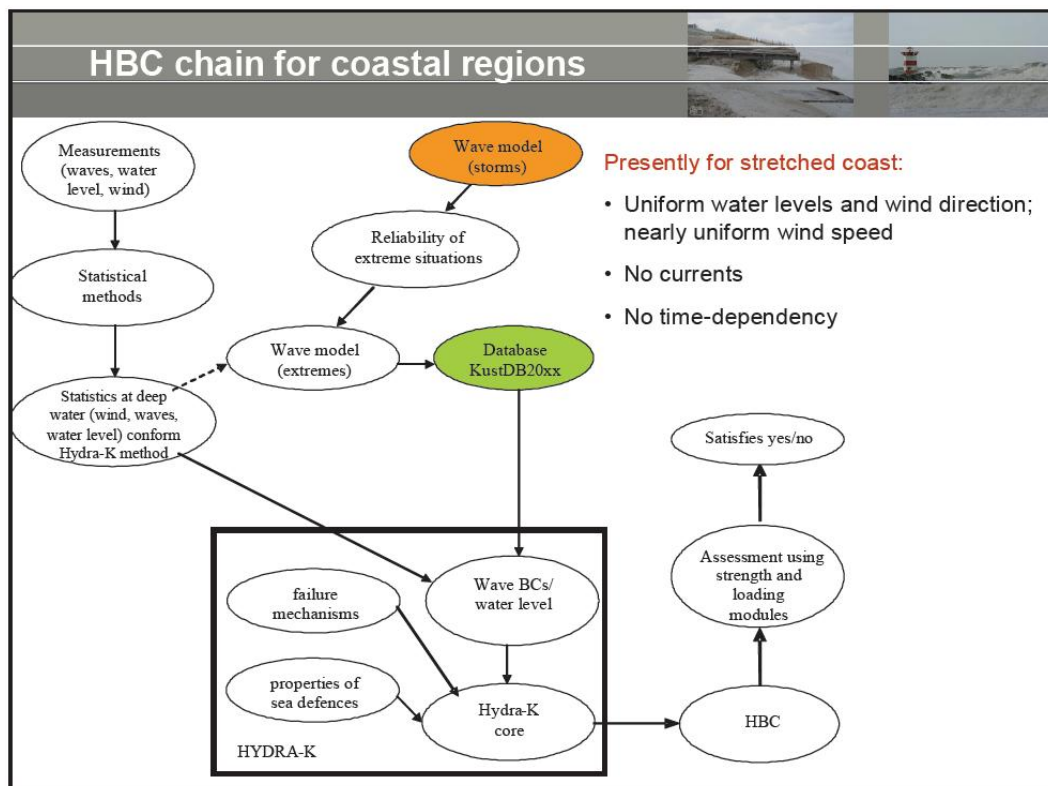 HBC chain for coastal regions
Measurements
(waves, water
level, wind)
Wave model
(storms)
Presently for stretched coast:
• Uniform water levels and wind direction;
nearly uniform wind speed
• No currents
• No time-dependency
Reliability of
extreme situations
Statistical
methods
Wave model
(extremes)
Database
KustDB20xx
Statistics at deep
water (wind, waves,
water level) conform
Hydra-K method
Satisfies yes/no
Assessment using
strength and
loading
modules
failure
mechanisms
Wave BCs/
water level
properties of
sea defences
Hydra-K
core
HBC
HYDRA-K